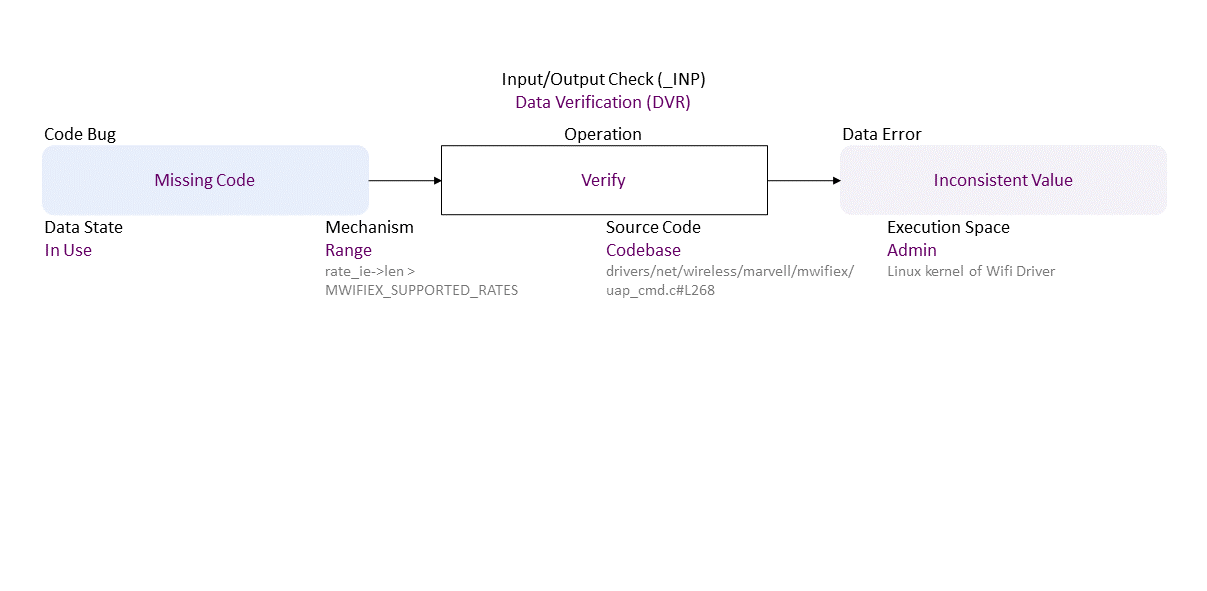 Input/Output Check (_INP)
Data Verification (DVR)
Code Bug
Operation
Data Error
Missing Code
Verify
Inconsistent Value
Data State
In Use
Mechanism
Range
rate_ie->len >
MWIFIEX_SUPPORTED_RATES
Source Code
Codebase
drivers/net/wireless/marvell/mwifiex/
uap_cmd.c#L268
Execution Space
Admin
Linux kernel of Wifi Driver